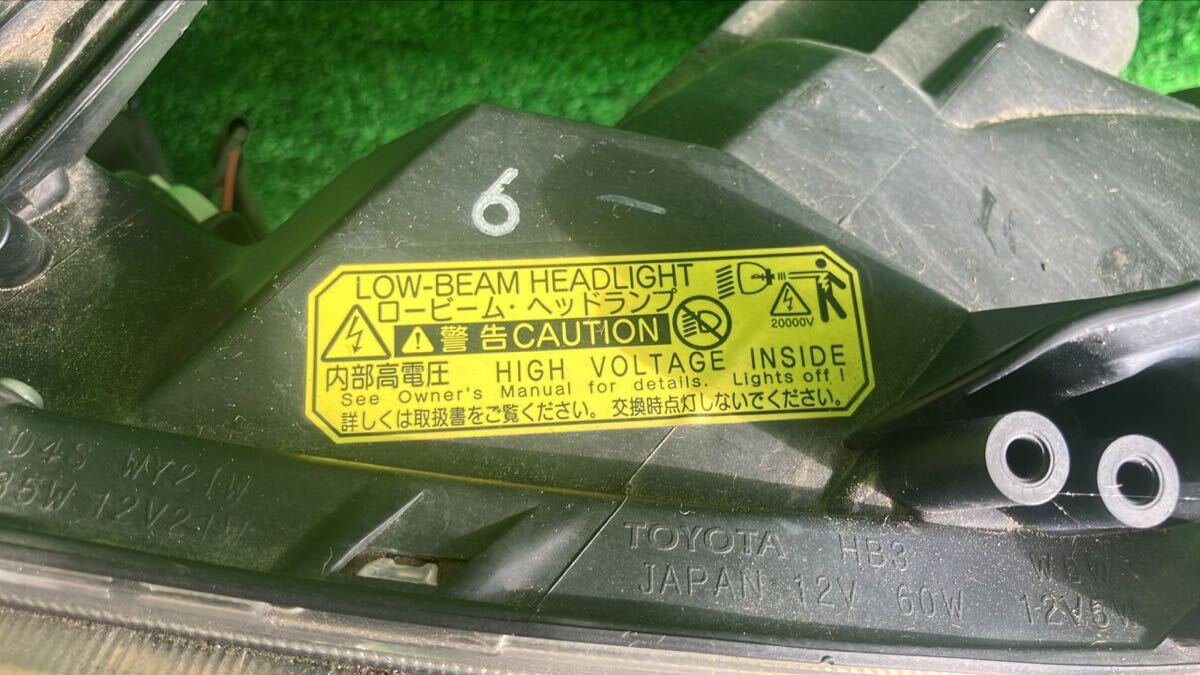 6
LOW-BEAM HEADLIGHT
ロービーム・ヘッドランプ
警告CAUTION
20000V
内部高電圧 HIGH VOLTAGE INSIDE
See Owner's Manual for details. Lights off !
詳しくは取扱書をご覧ください。交換時点灯しないでください。
D4S WY21W
35W 12V21W
TOYOTA HB3 W5W
JAPAN 12V 60W 12V5W